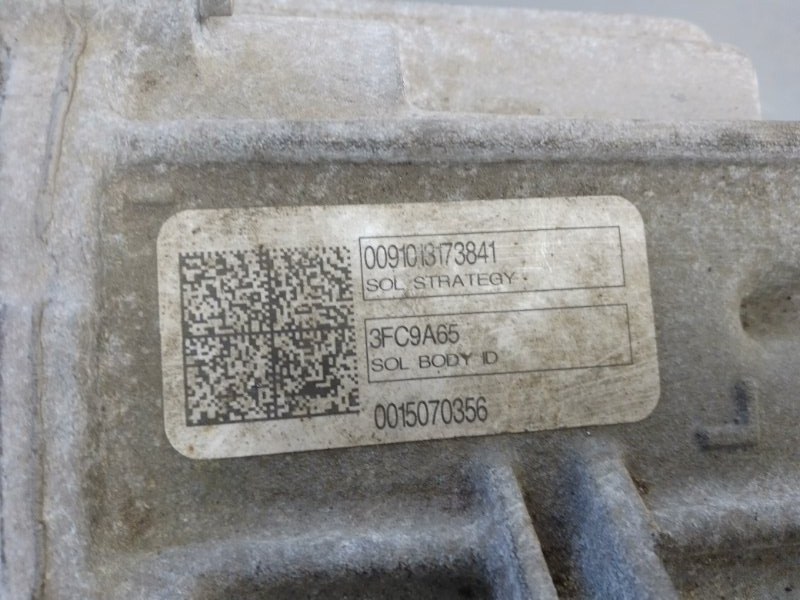 0091013173841
SOL STRATEGY
3FC9A65
SOL BODY ID
0015070356